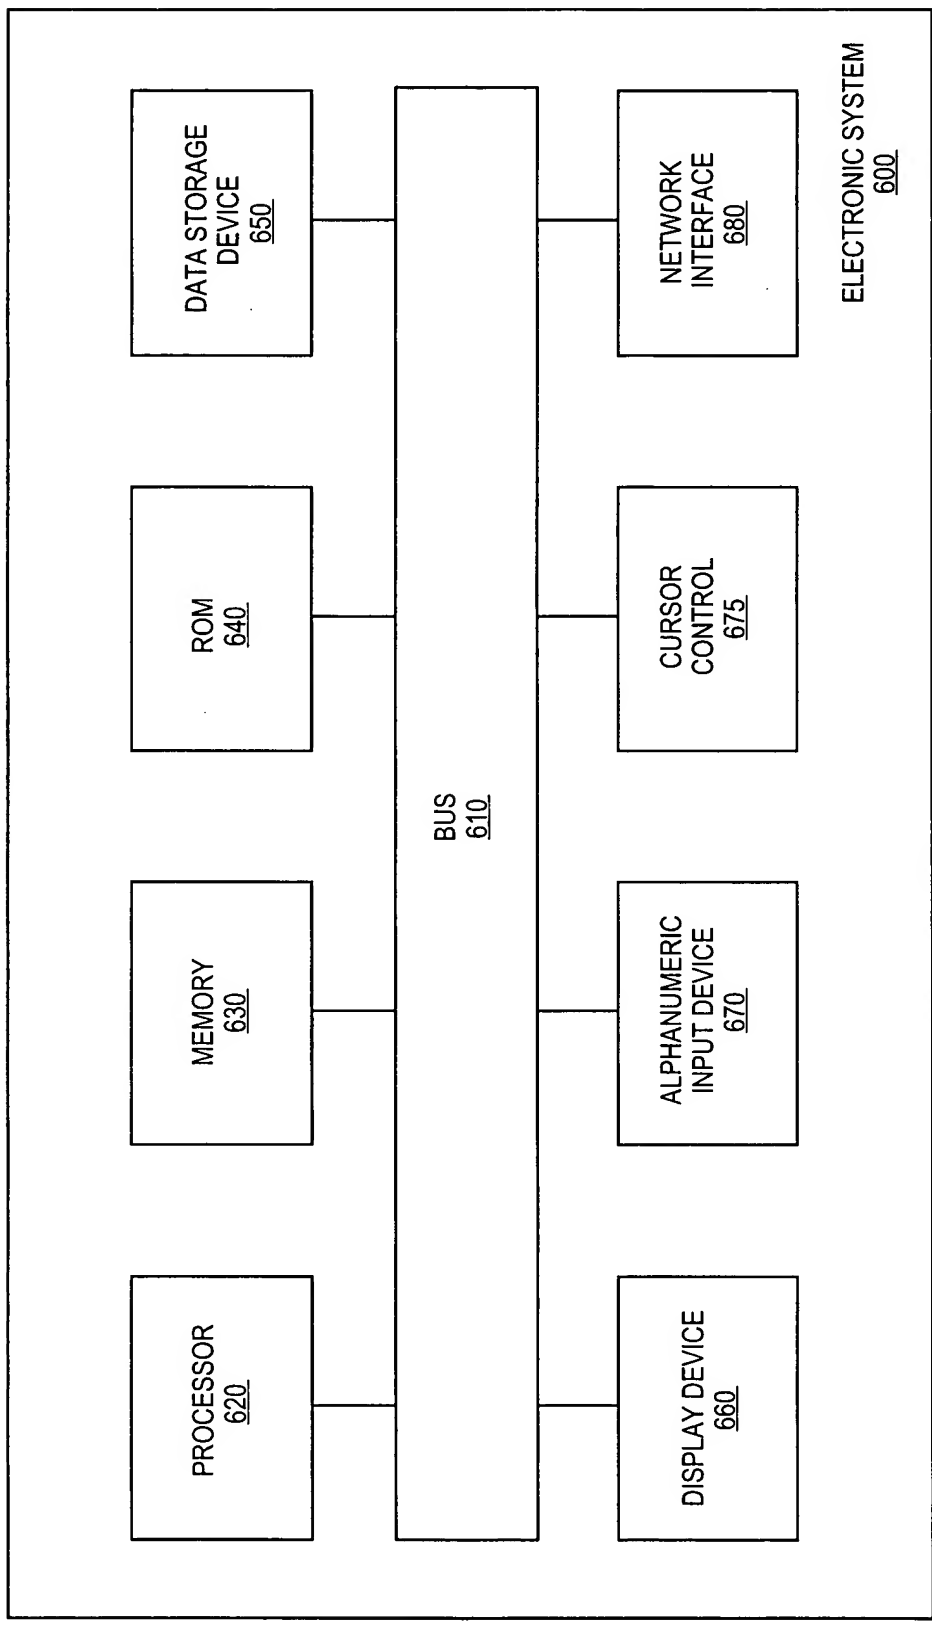 PROCESSOR
620
MEMORY
630
ROM
640
DATA STORAGE
DEVICE
650
BUS
610
DISPLAY DEVICE
660
ALPHANUMERIC
INPUT DEVICE
670
CURSOR
CONTROL
675
NETWORK
INTERFACE
680
ELECTRONIC SYSTEM
600